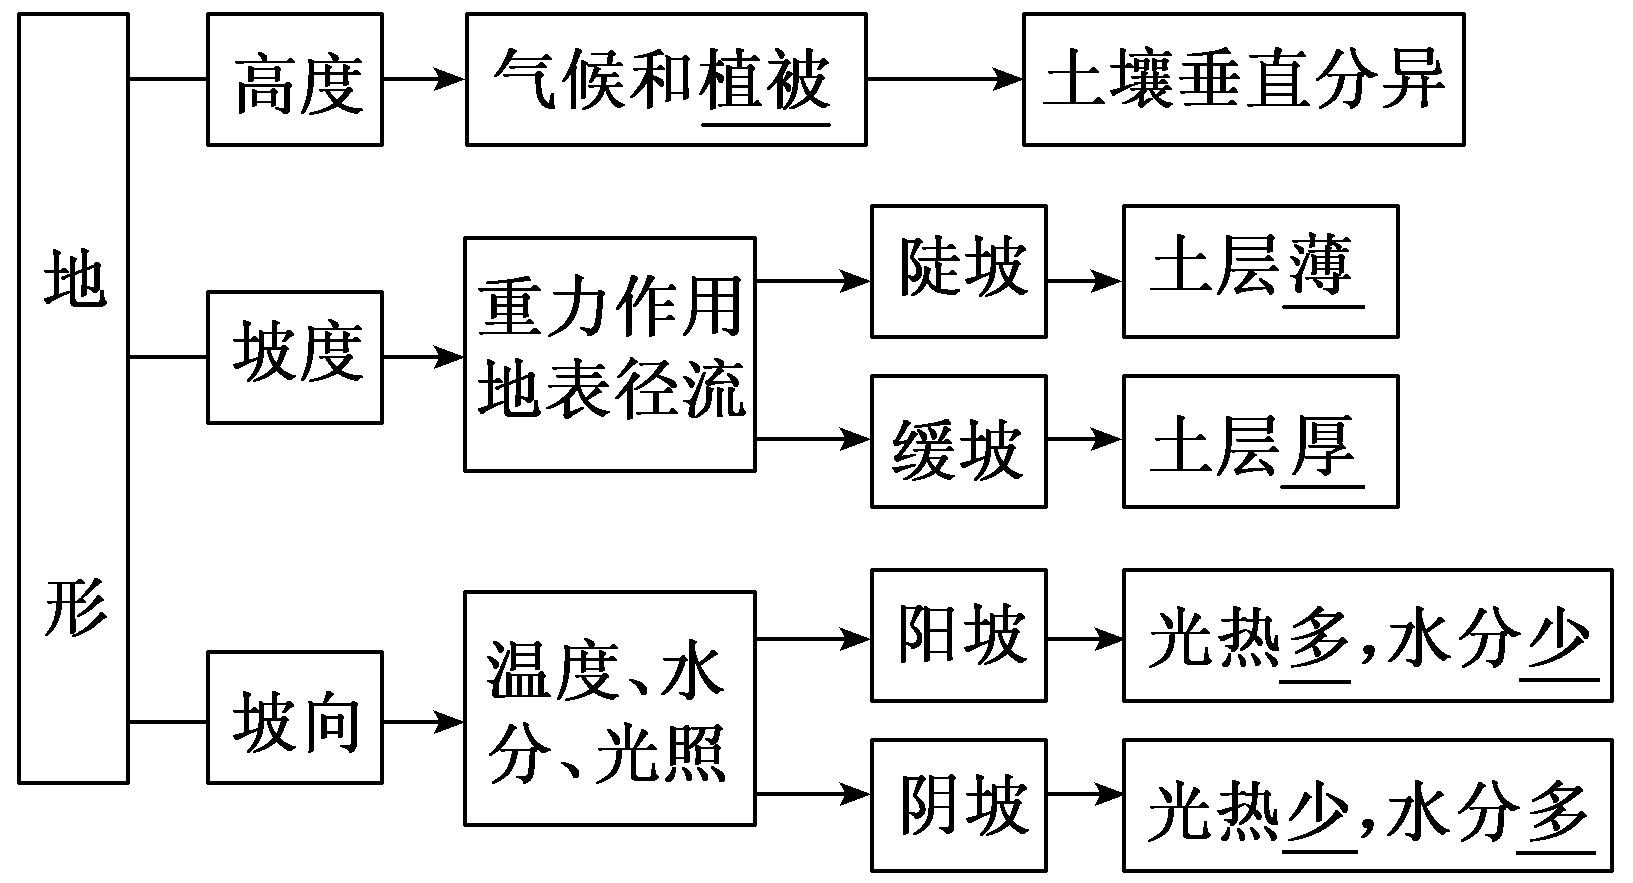 地形
高度
气候和植被
土壤垂直分异
坡度
重力作用
地表径流
陡坡
土层薄
缓坡
土层厚
坡向
温度、水
分、光照
阳坡
光热多,水分少
阴坡
光热少,水分多